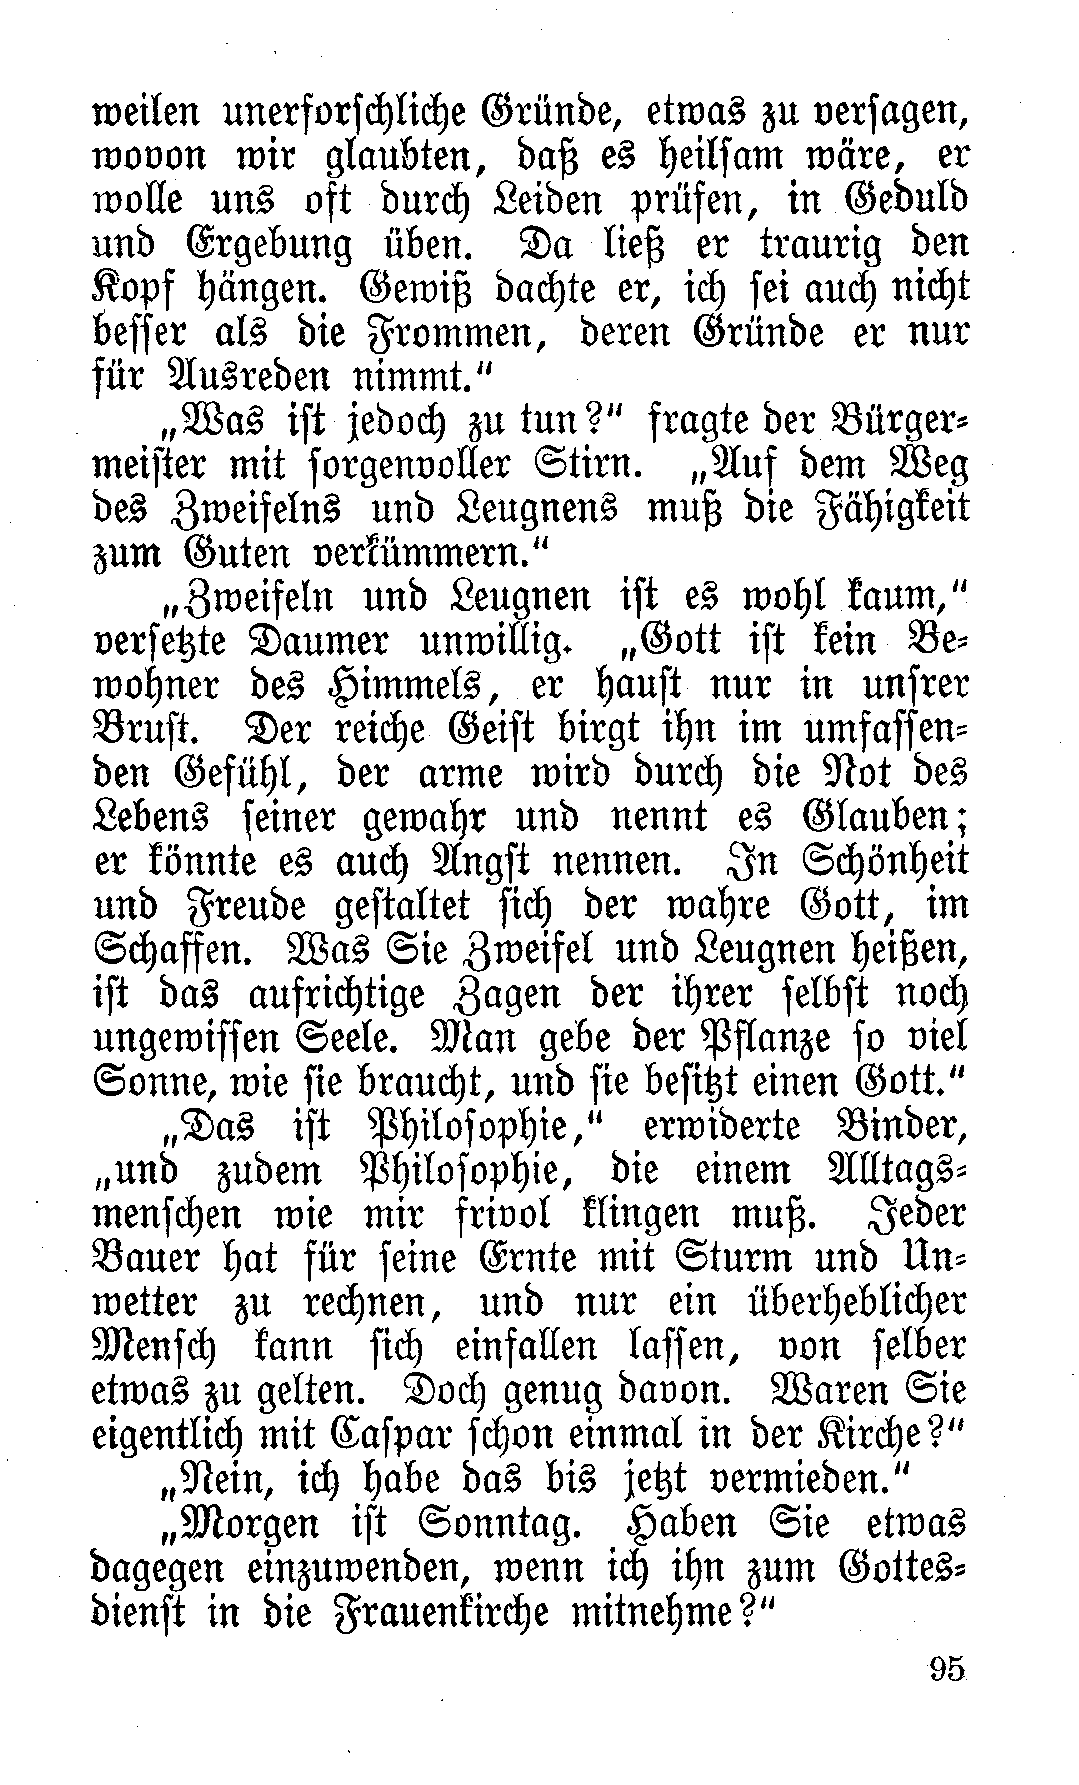 weilen unerforschliche Gründe, etwas zu versagen,
wovon wir glaubten, daß es heilsam wäre, er
wolle uns oft durch Leiden prüfen, in Geduld
und Ergebung üben. Da ließ er traurig den
Kopf hängen. Gewiß dachte er, ich sei auch nicht
besser als die Frommen, deren Gründe er nur
für Ausreden nimmt.“
„Was ist jedoch zu tun?“ fragte der Bürger-
meister mit sorgenvoller Stirn. „Auf dem Weg
des Zweifelns und Leugnens muß die Fähigkeit
zum Guten verkümmern.“
„Zweifeln und Leugnen ist es wohl kaum,“
versetzte Daumer unwillig. „Gott ist kein Be-
wohner des Himmels, er haust nur in unsrer
Brust. Der reiche Geist birgt ihn im umfassen-
den Gefühl, der arme wird durch die Not des
Lebens seiner gewahr und nennt es Glauben;
er könnte es auch Angst nennen. In Schönheit
und Freude gestaltet sich der wahre Gott, im
Schaffen. Was Sie Zweifel und Leugnen heißen,
ist das aufrichtige Zagen der ihrer selbst noch
ungewissen Seele. Man gebe der Pflanze so viel
Sonne, wie sie braucht, und sie besitzt einen Gott.“
„Das ist Philosophie,“ erwiderte Binder,
„und zudem Philosophie, die einem Alltags-
menschen wie mir frivol klingen muß. Jeder
Bauer hat für seine Ernte mit Sturm und Un-
wetter zu rechnen, und nur ein überheblicher
Mensch kann sich einfallen lassen, von selber
etwas zu gelten. Doch genug davon. Waren Sie
eigentlich mit Caspar schon einmal in der Kirche?“
„Nein, ich habe das bis jetzt vermieden.“
„Morgen ist Sonntag. Haben Sie etwas
dagegen einzuwenden, wenn ich ihn zum Gottes-
dienst in die Frauenkirche mitnehme?“
95